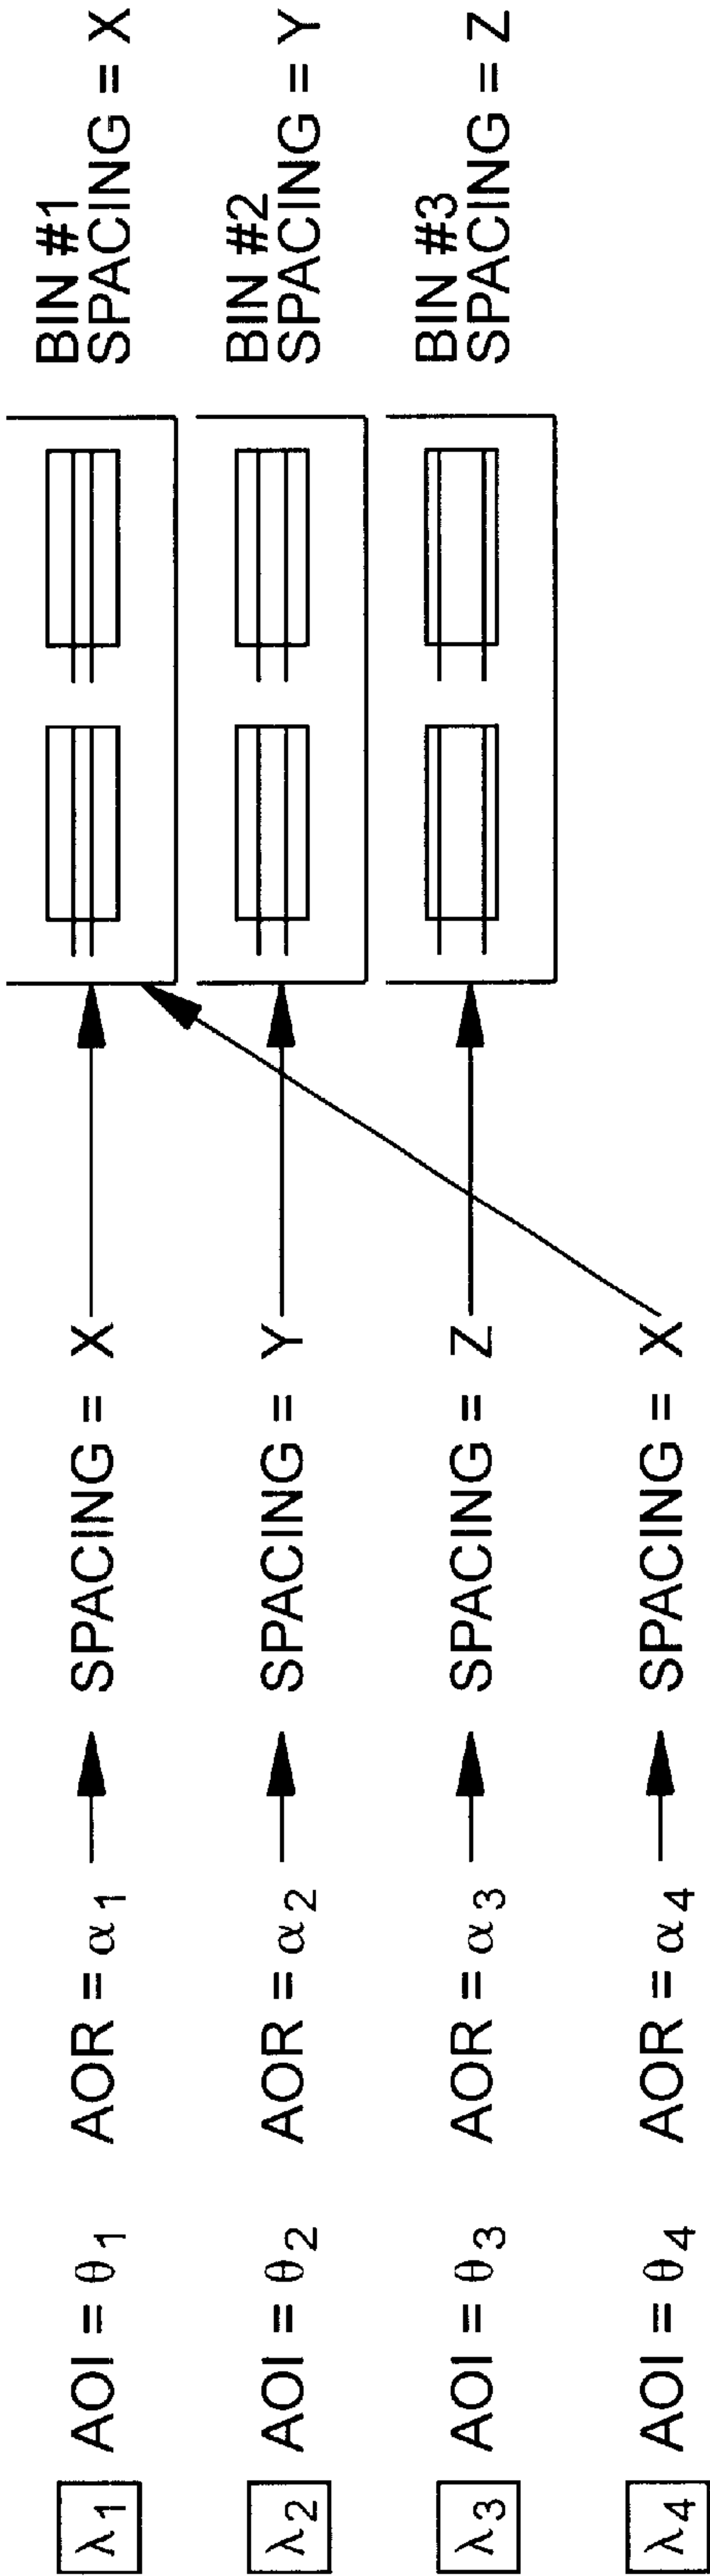 λ1 AOI = θ1 AOR = α1 SPACING = X BIN #1
SPACING = X
λ2 AOI = θ2 AOR = α2 SPACING = Y BIN #2
SPACING = Y
λ3 AOI = θ3 AOR = α3 SPACING = Z BIN #3
SPACING = Z
λ4 AOI = θ4 AOR = α4 SPACING = X